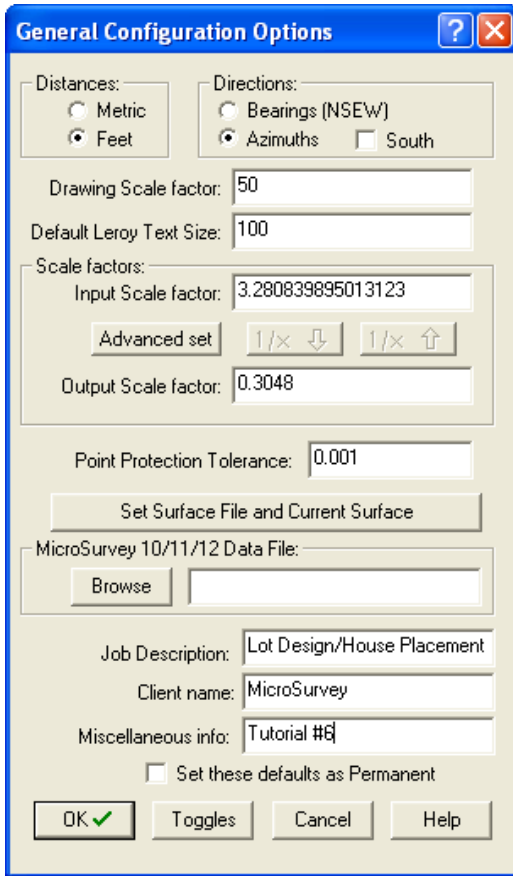 General Configuration Options
Distances:
Metric
Feet
Directions:
Bearings (NSEW)
Azimuths South
Drawing Scale factor: 50
Default Leroy Text Size: 100
Scale factors:
Input Scale factor: 3.280839895013123
Advanced set 1/x 1/x
Output Scale factor: 0.3048
Point Protection Tolerance: 0.001
Set Surface File and Current Surface
MicroSurvey 10/11/12 Data File:
Browse
Job Description: Lot Design/House Placement
Client name: MicroSurvey
Miscellaneous info: Tutorial #6
Set these defaults as Permanent
OK Toggles Cancel Help